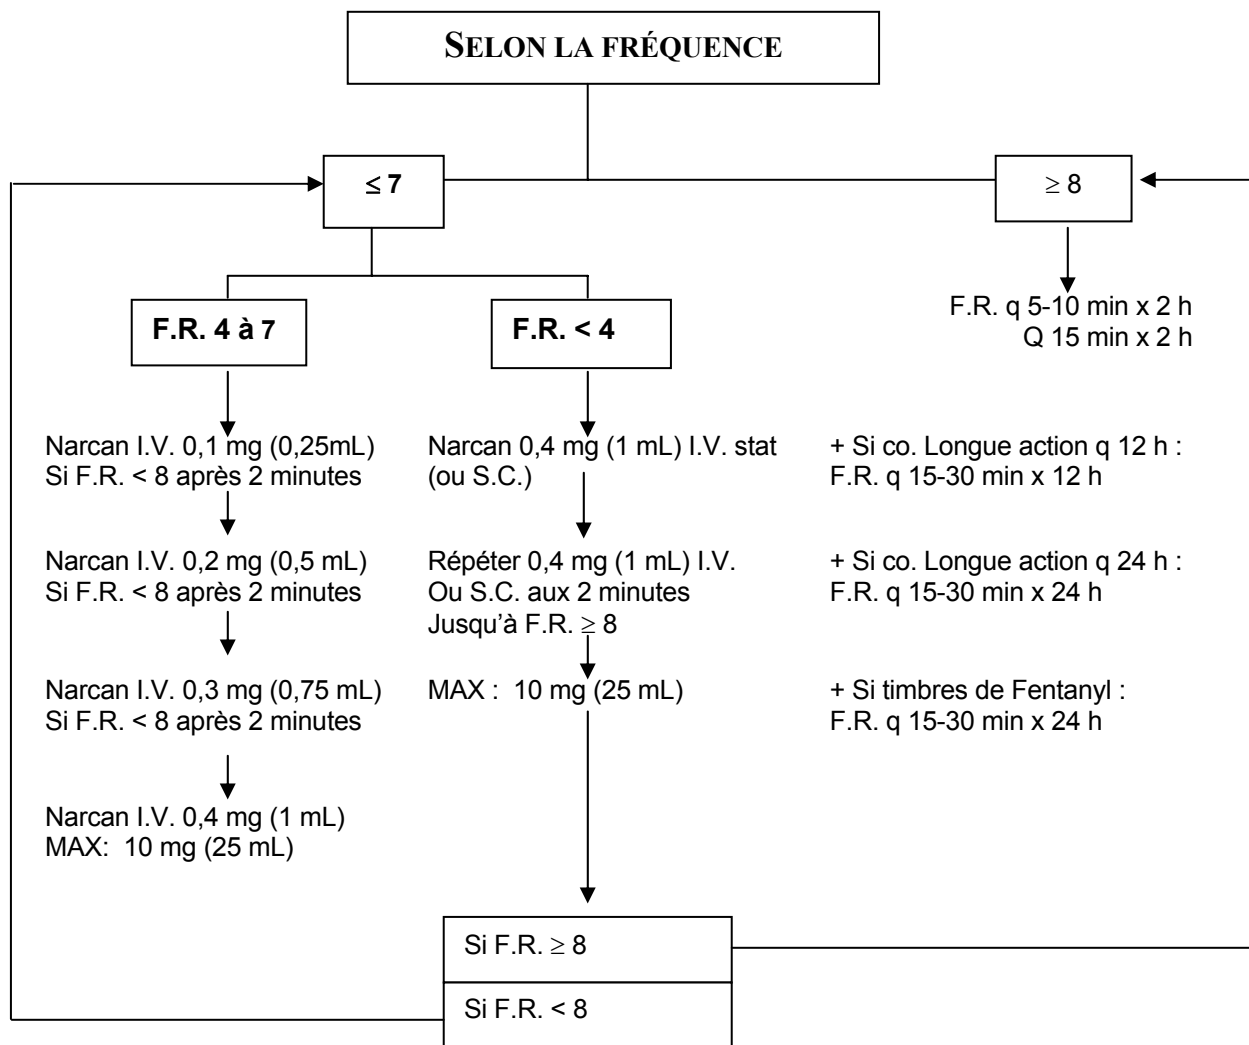 SELON LA FRÉQUENCE
≤ 7
≥ 8
F.R. 4 à 7
F.R. < 4
F.R. q 5-10 min x 2 h
Q 15 min x 2 h
Narcan I.V. 0,1 mg (0,25mL)
Si F.R. < 8 après 2 minutes
Narcan I.V. 0,2 mg (0,5 mL)
Si F.R. < 8 après 2 minutes
Narcan I.V. 0,3 mg (0,75 mL)
Si F.R. < 8 après 2 minutes
Narcan I.V. 0,4 mg (1 mL)
MAX: 10 mg (25 mL)
Narcan 0,4 mg (1 mL) I.V. stat
(ou S.C.)
Répéter 0,4 mg (1 mL) I.V.
Ou S.C. aux 2 minutes
Jusqu'à F.R. ≥ 8
MAX : 10 mg (25 mL)
+ Si co. Longue action q 12 h :
F.R. q 15-30 min x 12 h
+ Si co. Longue action q 24 h :
F.R. q 15-30 min x 24 h
+ Si timbres de Fentanyl :
F.R. q 15-30 min x 24 h
Si F.R. ≥ 8
Si F.R. < 8